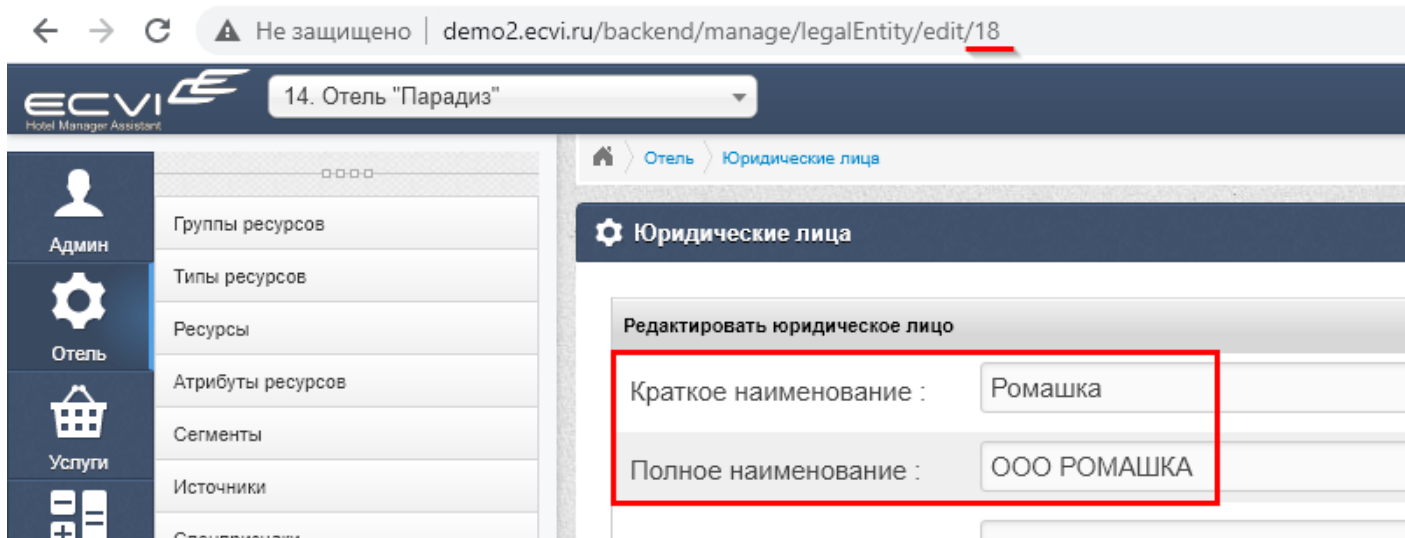 Не защищено | demo2.ecvi.ru/backend/manage/legalEntity/edit/18
ecvi
Hotel Manager Assistant
14. Отель "Парадиз"
Отель
Юридические лица
Админ
Отель
Услуги
Группы ресурсов
Типы ресурсов
Ресурсы
Атрибуты ресурсов
Сегменты
Источники
Юридические лица
Редактировать юридическое лицо
Краткое наименование : Ромашка
Полное наименование : ООО РОМАШКА